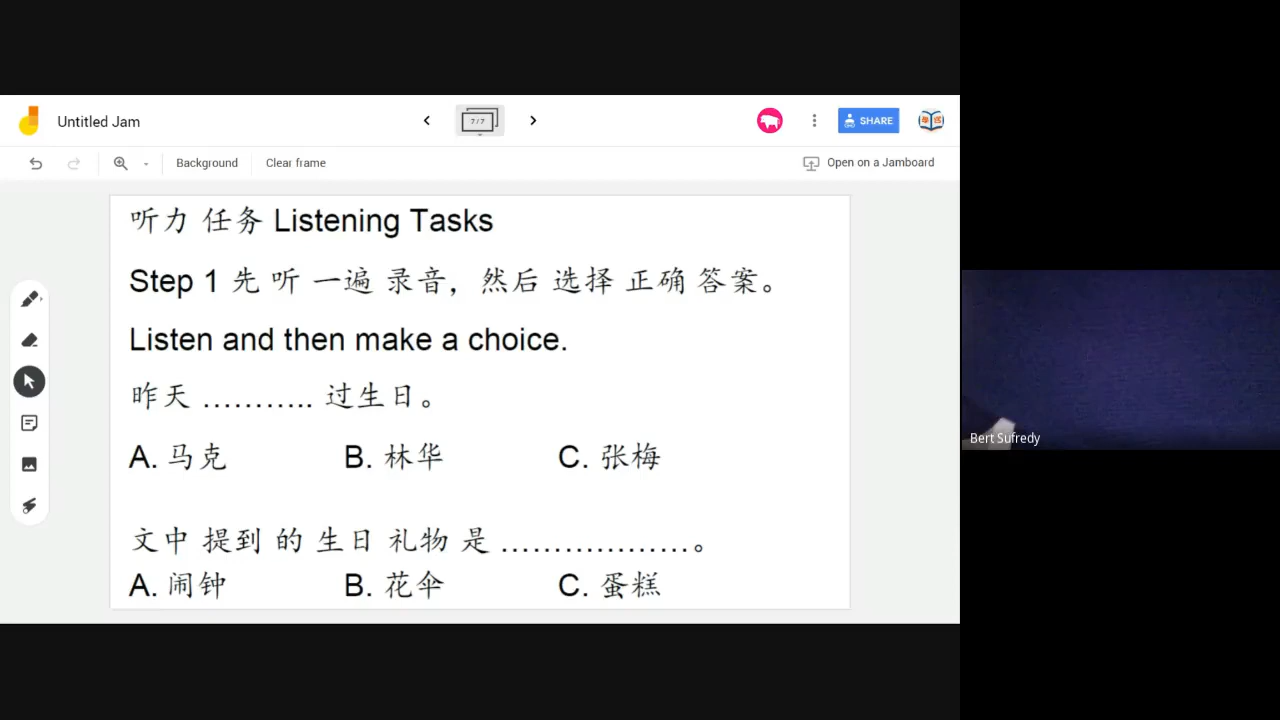 Untitled Jam
7 / 7
SHARE
Background
Clear frame
Open on a Jamboard
听力 任务 Listening Tasks
Step 1 先 听 一遍 录音，然后 选择 正确 答案。
Listen and then make a choice.
昨天 ……….. 过生日。
A. 马克 B. 林华 C. 张梅
文中 提到 的 生日 礼物 是 ………………。
A. 闹钟 B. 花伞 C. 蛋糕
Bert Sufredy